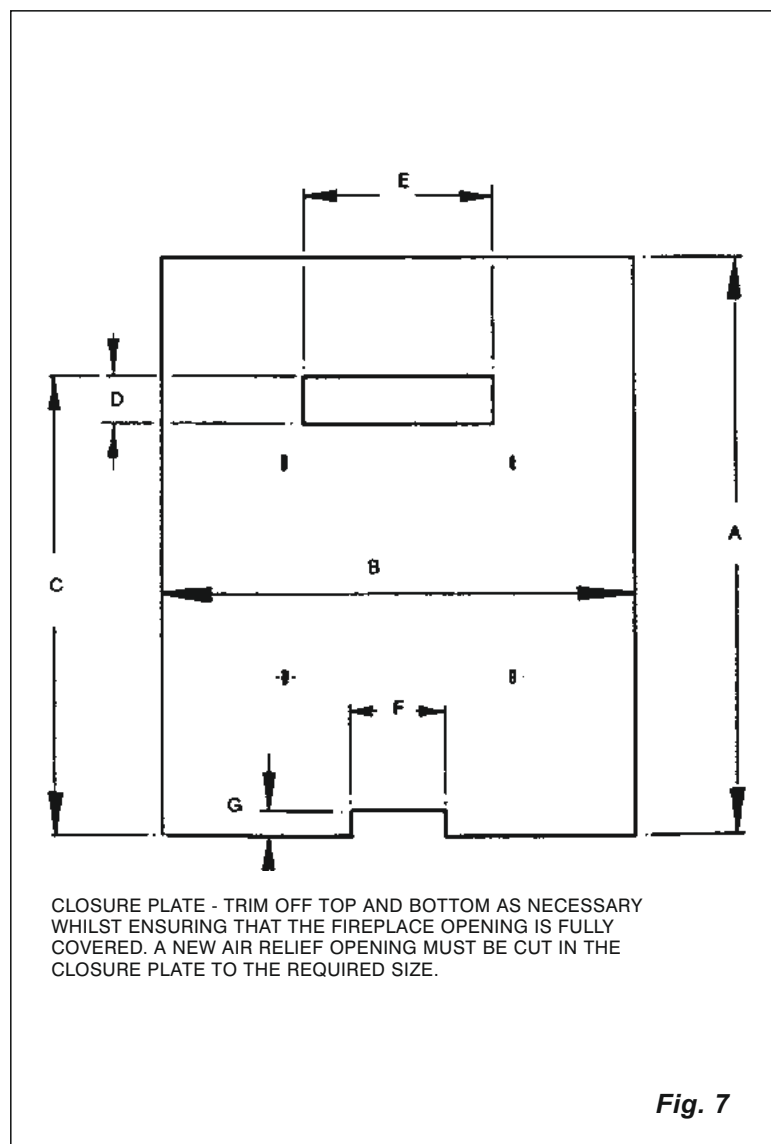 E
D
A
C
B
F
G
CLOSURE PLATE - TRIM OFF TOP AND BOTTOM AS NECESSARY
WHILST ENSURING THAT THE FIREPLACE OPENING IS FULLY
COVERED. A NEW AIR RELIEF OPENING MUST BE CUT IN THE
CLOSURE PLATE TO THE REQUIRED SIZE.
Fig. 7